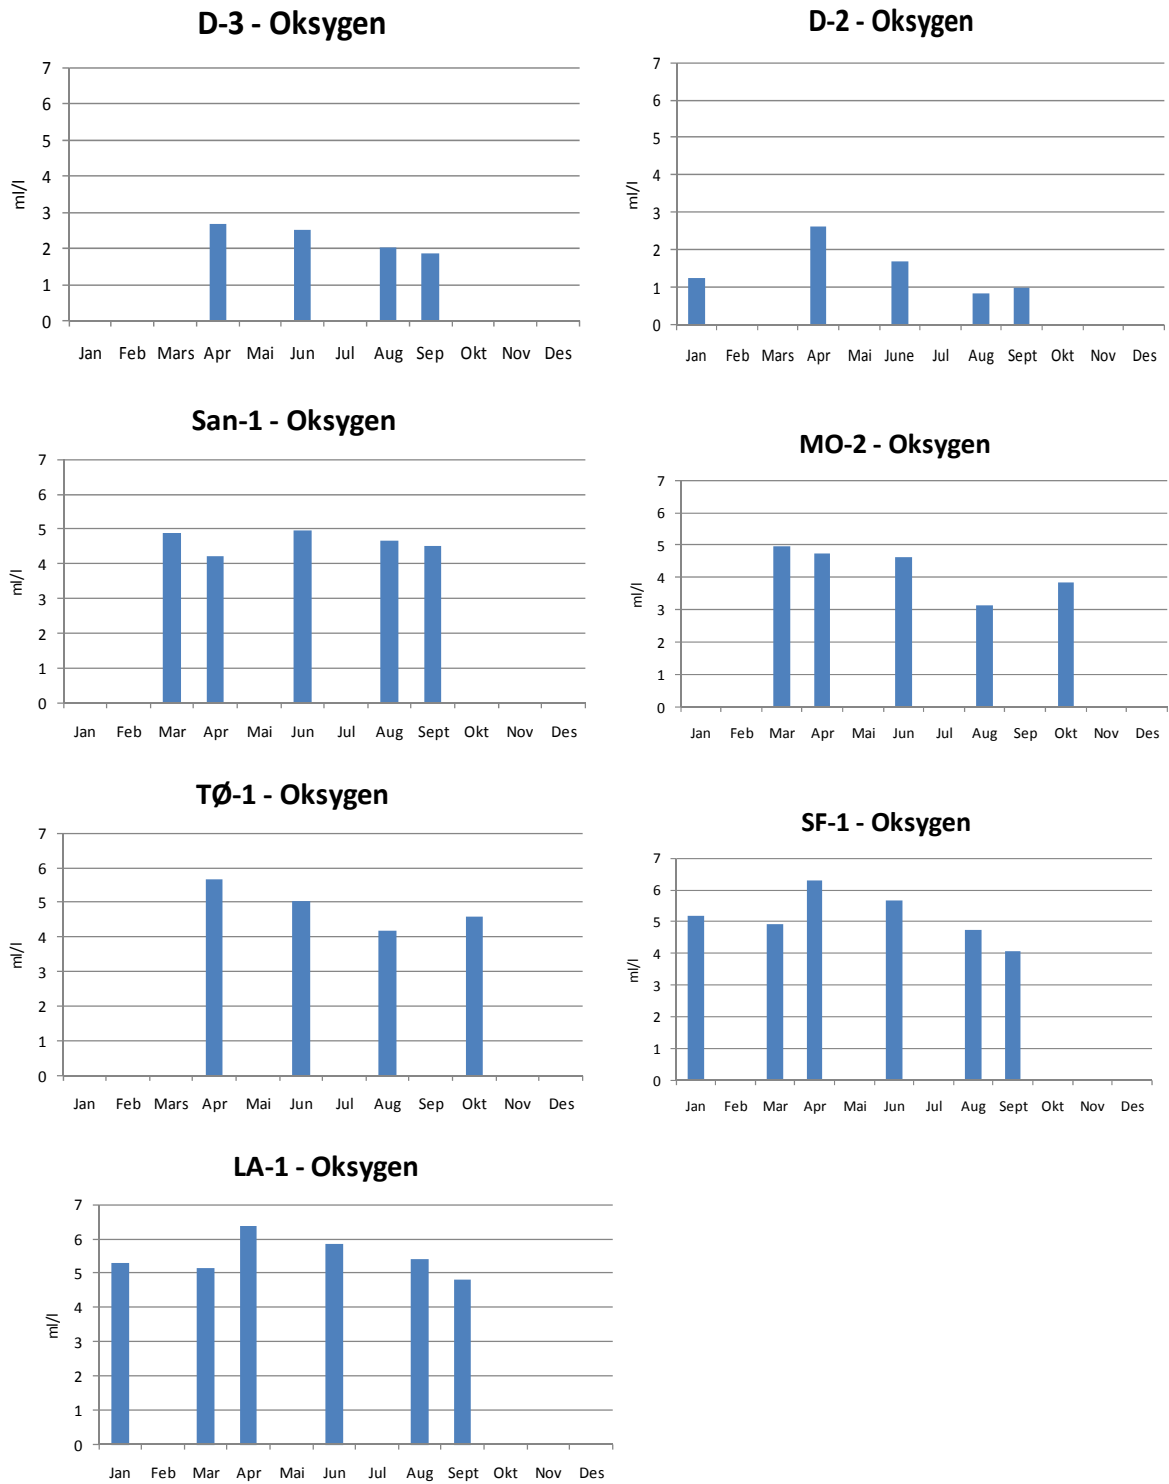 D-3 - Oksygen
7
6
5
4
3
2
1
0
ml/l
Jan Feb Mars Apr Mai Jun Jul Aug Sep Okt Nov Des
D-2 - Oksygen
7
6
5
4
3
2
1
0
ml/l
Jan Feb Mars Apr Mai June Jul Aug Sept Okt Nov Des
San-1 - Oksygen
7
6
5
4
3
2
1
0
ml/l
Jan Feb Mar Apr Mai Jun Jul Aug Sept Okt Nov Des
MO-2 - Oksygen
7
6
5
4
3
2
1
0
ml/l
Jan Feb Mar Apr Mai Jun Jul Aug Sep Okt Nov Des
TØ-1 - Oksygen
7
6
5
4
3
2
1
0
ml/l
Jan Feb Mars Apr Mai Jun Jul Aug Sep Okt Nov Des
SF-1 - Oksygen
7
6
5
4
3
2
1
0
ml/l
Jan Feb Mar Apr Mai Jun Jul Aug Sept Okt Nov Des
LA-1 - Oksygen
7
6
5
4
3
2
1
0
ml/l
Jan Feb Mar Apr Mai Jun Jul Aug Sept Okt Nov Des